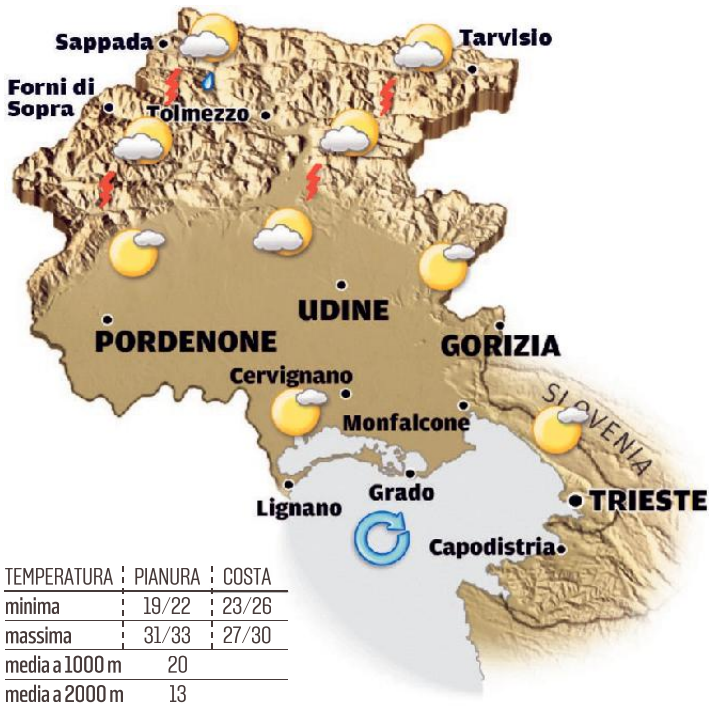 Sappada
Tarvisio
Forni di
Sopra
Tolmezzo
UDINE
PORDENONE
GORIZIA
Cervignano
Monfalcone
SLOVENIA
Lignano
Grado
TRIESTE
Capodistria
TEMPERATURA PIANURA COSTA
minima 19/22 23/26
massima 31/33 27/30
media a 1000 m 20
media a 2000 m 13